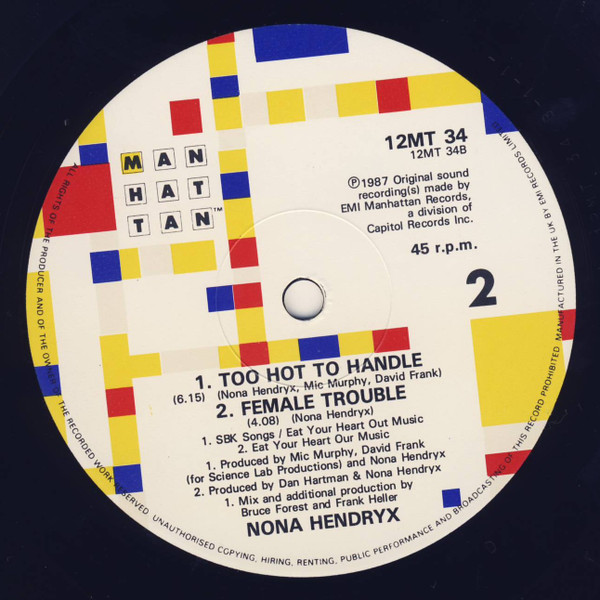 MAN
HAT
TAN™
12MT 34
12MT 34B
℗1987 Original sound
recording(s) made by
EMI Manhattan Records,
a division of
Capitol Records Inc.
45 r.p.m.
2
1. TOO HOT TO HANDLE
(6.15) (Nona Hendryx, Mic Murphy, David Frank)
2. FEMALE TROUBLE
(4.08) (Nona Hendryx)
1. SBK Songs / Eat Your Heart Out Music
2. Eat Your Heart Our Music
1. Produced by Mic Murphy, David Frank
(for Science Lab Productions) and Nona Hendryx
2. Produced by Dan Hartman & Nona Hendryx
1. Mix and additional production by
Bruce Forest and Frank Heller
NONA HENDRYX
ALL RIGHTS OF THE PRODUCER AND OF THE OWNER OF THE RECORDED WORK RESERVED. UNAUTHORISED COPYING, HIRING, RENTING, PUBLIC PERFORMANCE AND BROADCASTING OF THIS RECORD PROHIBITED. MANUFACTURED IN THE UK BY EMI RECORDS LIMITED